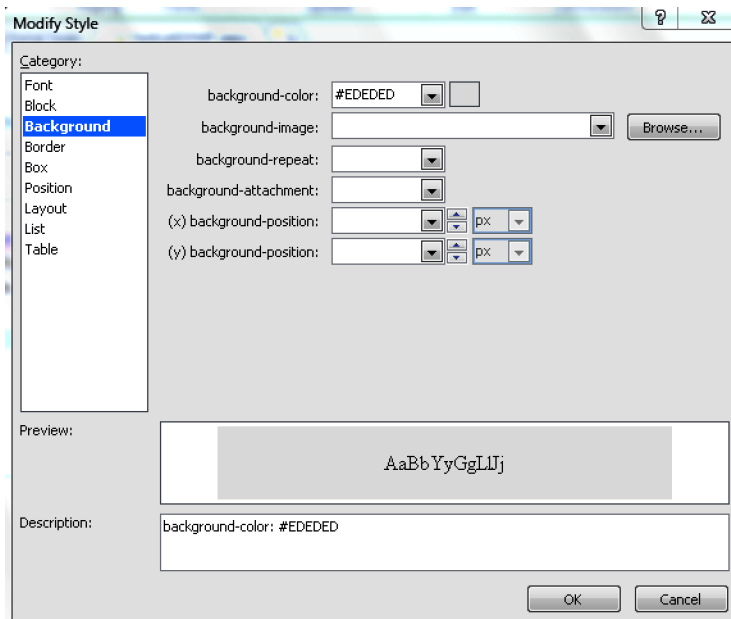 Modify Style
Category:
Font
Block
Background
Border
Box
Position
Layout
List
Table
background-color: #EDEDED
background-image: Browse...
background-repeat:
background-attachment:
(x) background-position: px
(y) background-position: px
Preview:
AaBbYyGgLlJj
Description:
background-color: #EDEDED
OK Cancel